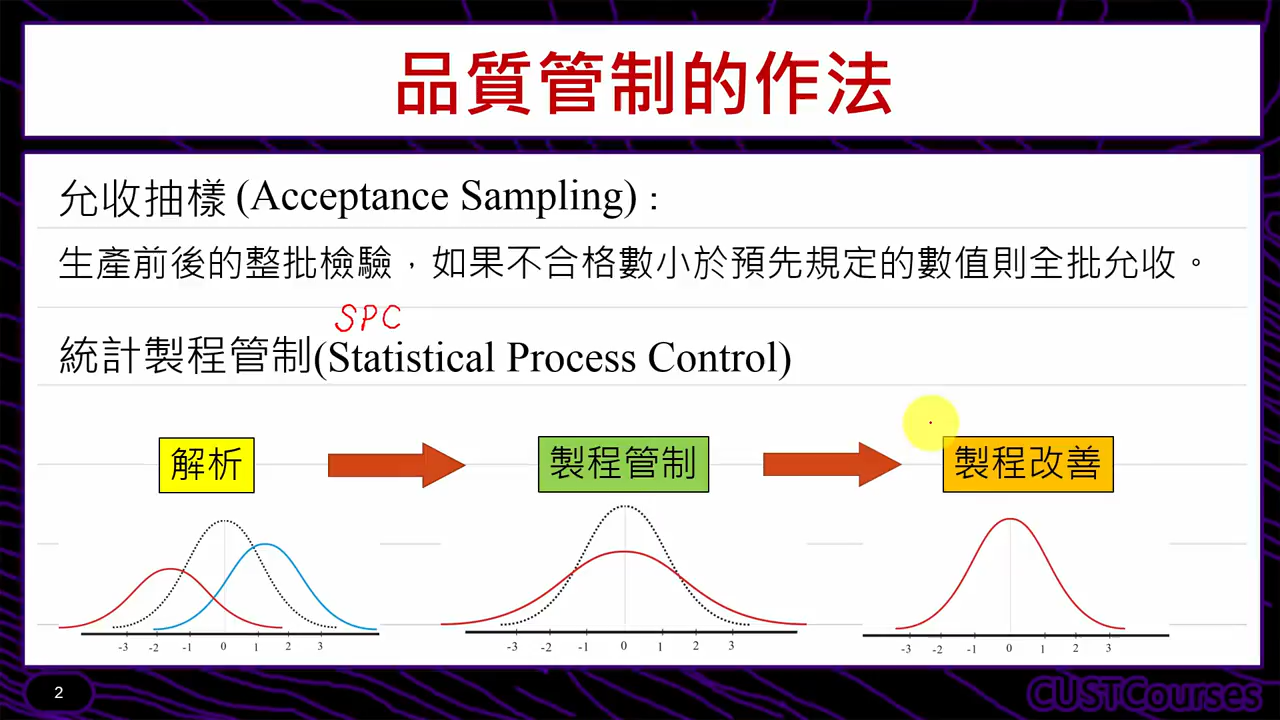 品質管制的作法
允收抽樣 (Acceptance Sampling) :
生產前後的整批檢驗，如果不合格數小於預先規定的數值則全批允收。
SPC
統計製程管制(Statistical Process Control)
解析 製程管制 製程改善
-3 -2 -1 0 1 2 3 -3 -2 -1 0 1 2 3 -3 -2 -1 0 1 2 3
2
CUSTCourses